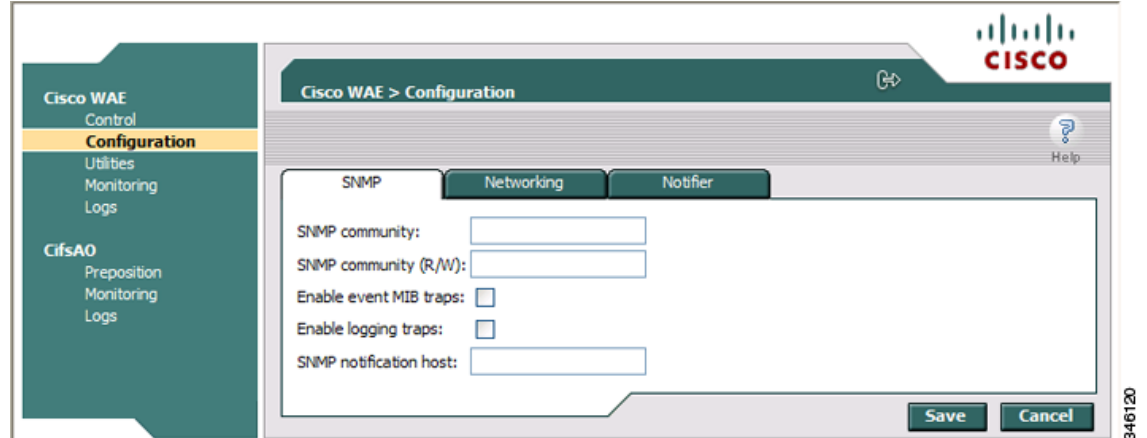 CISCO
Cisco WAE
Control
Configuration
Utilities
Monitoring
Logs
CifsAO
Preposition
Monitoring
Logs
Cisco WAE > Configuration
Help
SNMP Networking Notifier
SNMP community:
SNMP community (R/W):
Enable event MIB traps:
Enable logging traps:
SNMP notification host:
Save Cancel
346120